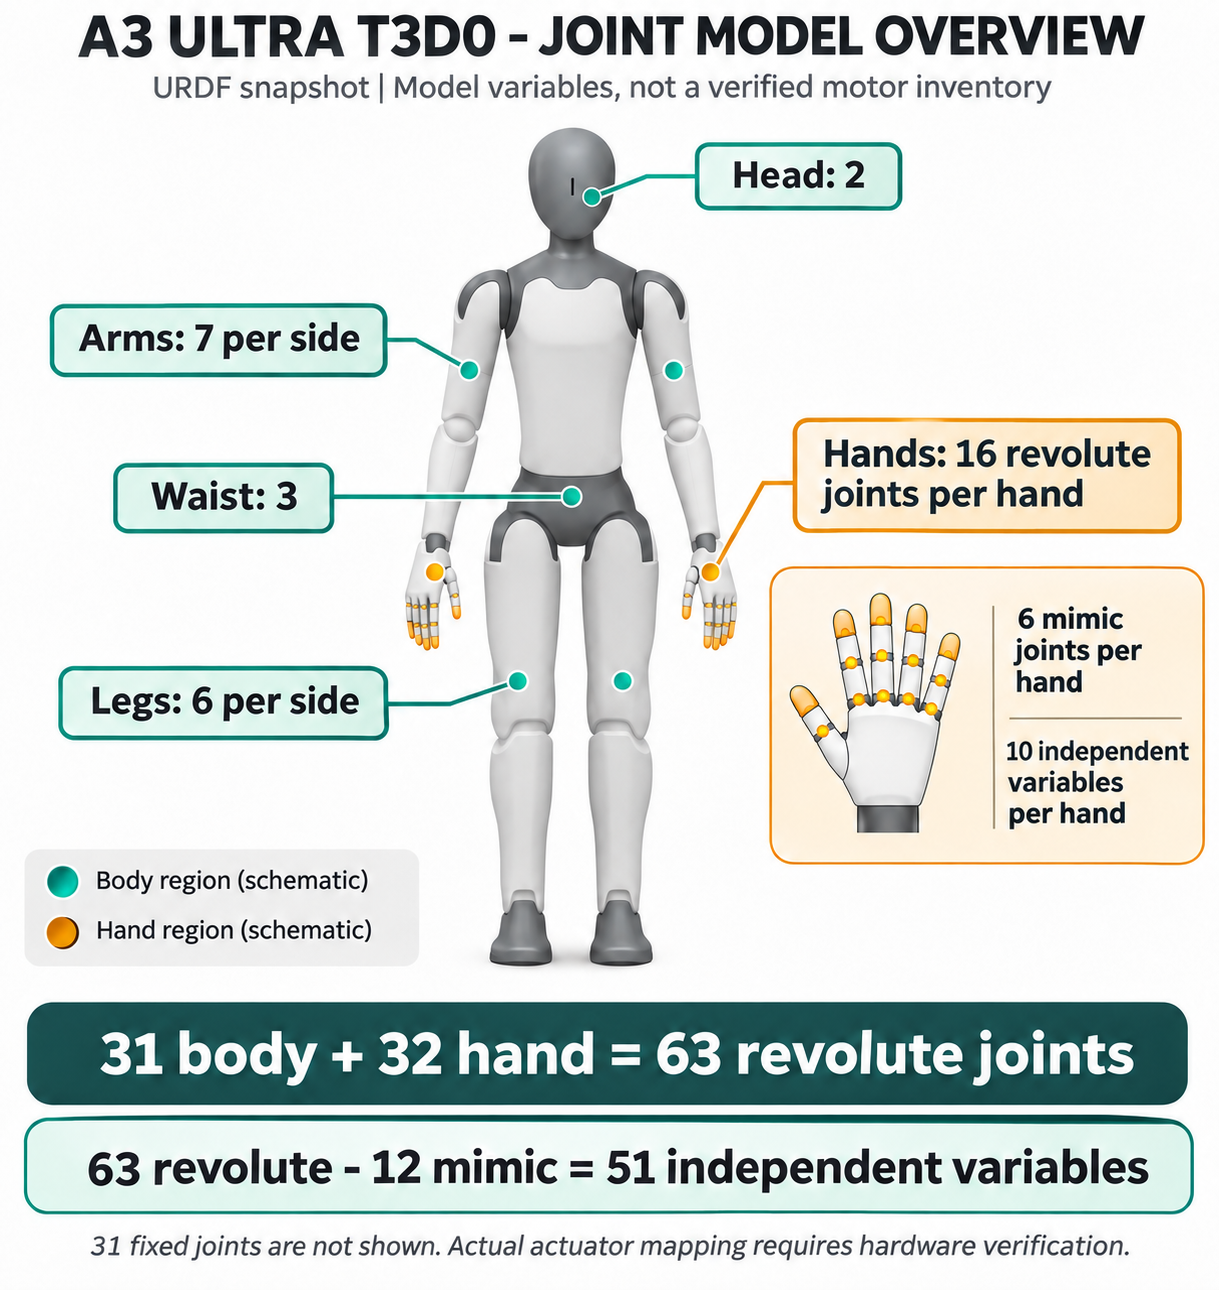 A3 ULTRA T3D0 - JOINT MODEL OVERVIEW
URDF snapshot | Model variables, not a verified motor inventory
Head: 2
Arms: 7 per side
Hands: 16 revolute
joints per hand
Waist: 3
6 mimic
joints per
hand
Legs: 6 per side
10 independent
variables
per hand
Body region (schematic)
Hand region (schematic)
31 body + 32 hand = 63 revolute joints
63 revolute - 12 mimic = 51 independent variables
31 fixed joints are not shown. Actual actuator mapping requires hardware verification.